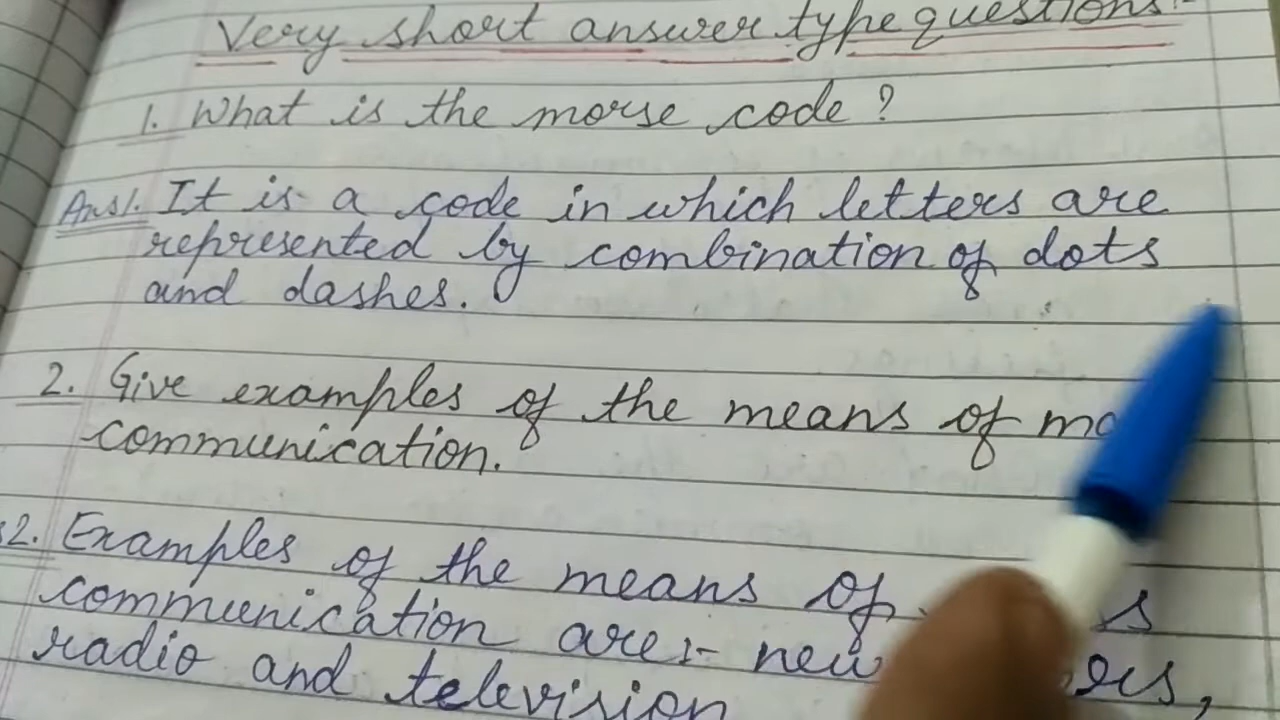 Very short answer type questions:-
1. What is the morse code?
Ans1. It is a code in which letters are
represented by combination of dots
and dashes.
2. Give examples of the means of
communication.
2. Examples of the means of
communication are:-
radio and television